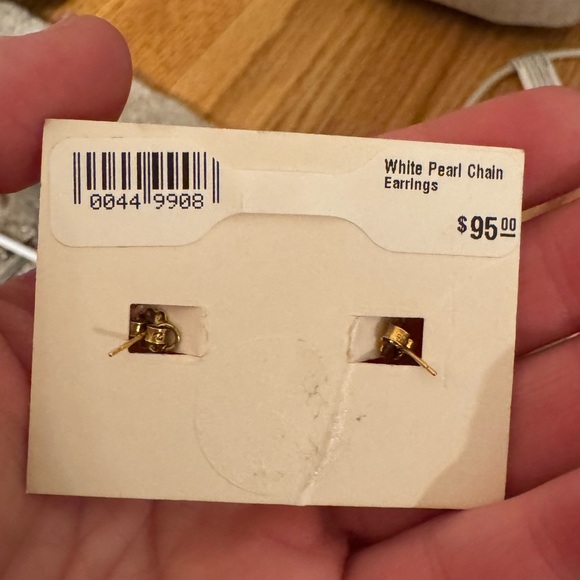 0044 9908
White Pearl Chain
Earrings
$95.00